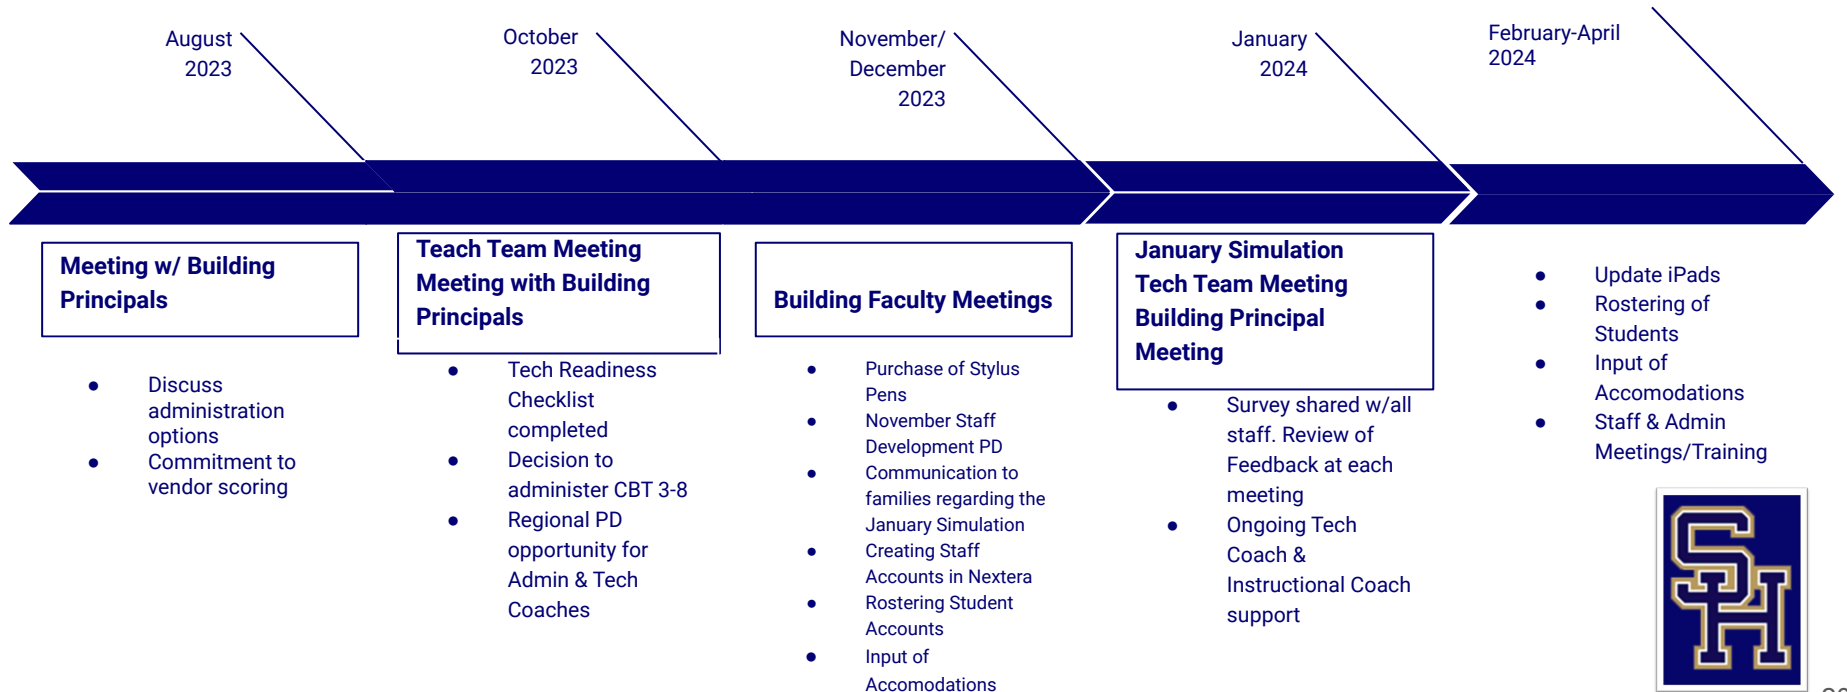 August
2023
October
2023
November/
December
2023
January
2024
February-April
2024
Meeting w/ Building
Principals
● Discuss
administration
options
● Commitment to
vendor scoring
Teach Team Meeting
Meeting with Building
Principals
● Tech Readiness
Checklist
completed
● Decision to
administer CBT 3-8
● Regional PD
opportunity for
Admin & Tech
Coaches
Building Faculty Meetings
● Purchase of Stylus
Pens
● November Staff
Development PD
● Communication to
families regarding the
January Simulation
● Creating Staff
Accounts in Nextera
● Rostering Student
Accounts
● Input of
Accomodations
January Simulation
Tech Team Meeting
Building Principal
Meeting
● Survey shared w/all
staff. Review of
Feedback at each
meeting
● Ongoing Tech
Coach &
Instructional Coach
support
● Update iPads
● Rostering of
Students
● Input of
Accomodations
● Staff & Admin
Meetings/Training
SH